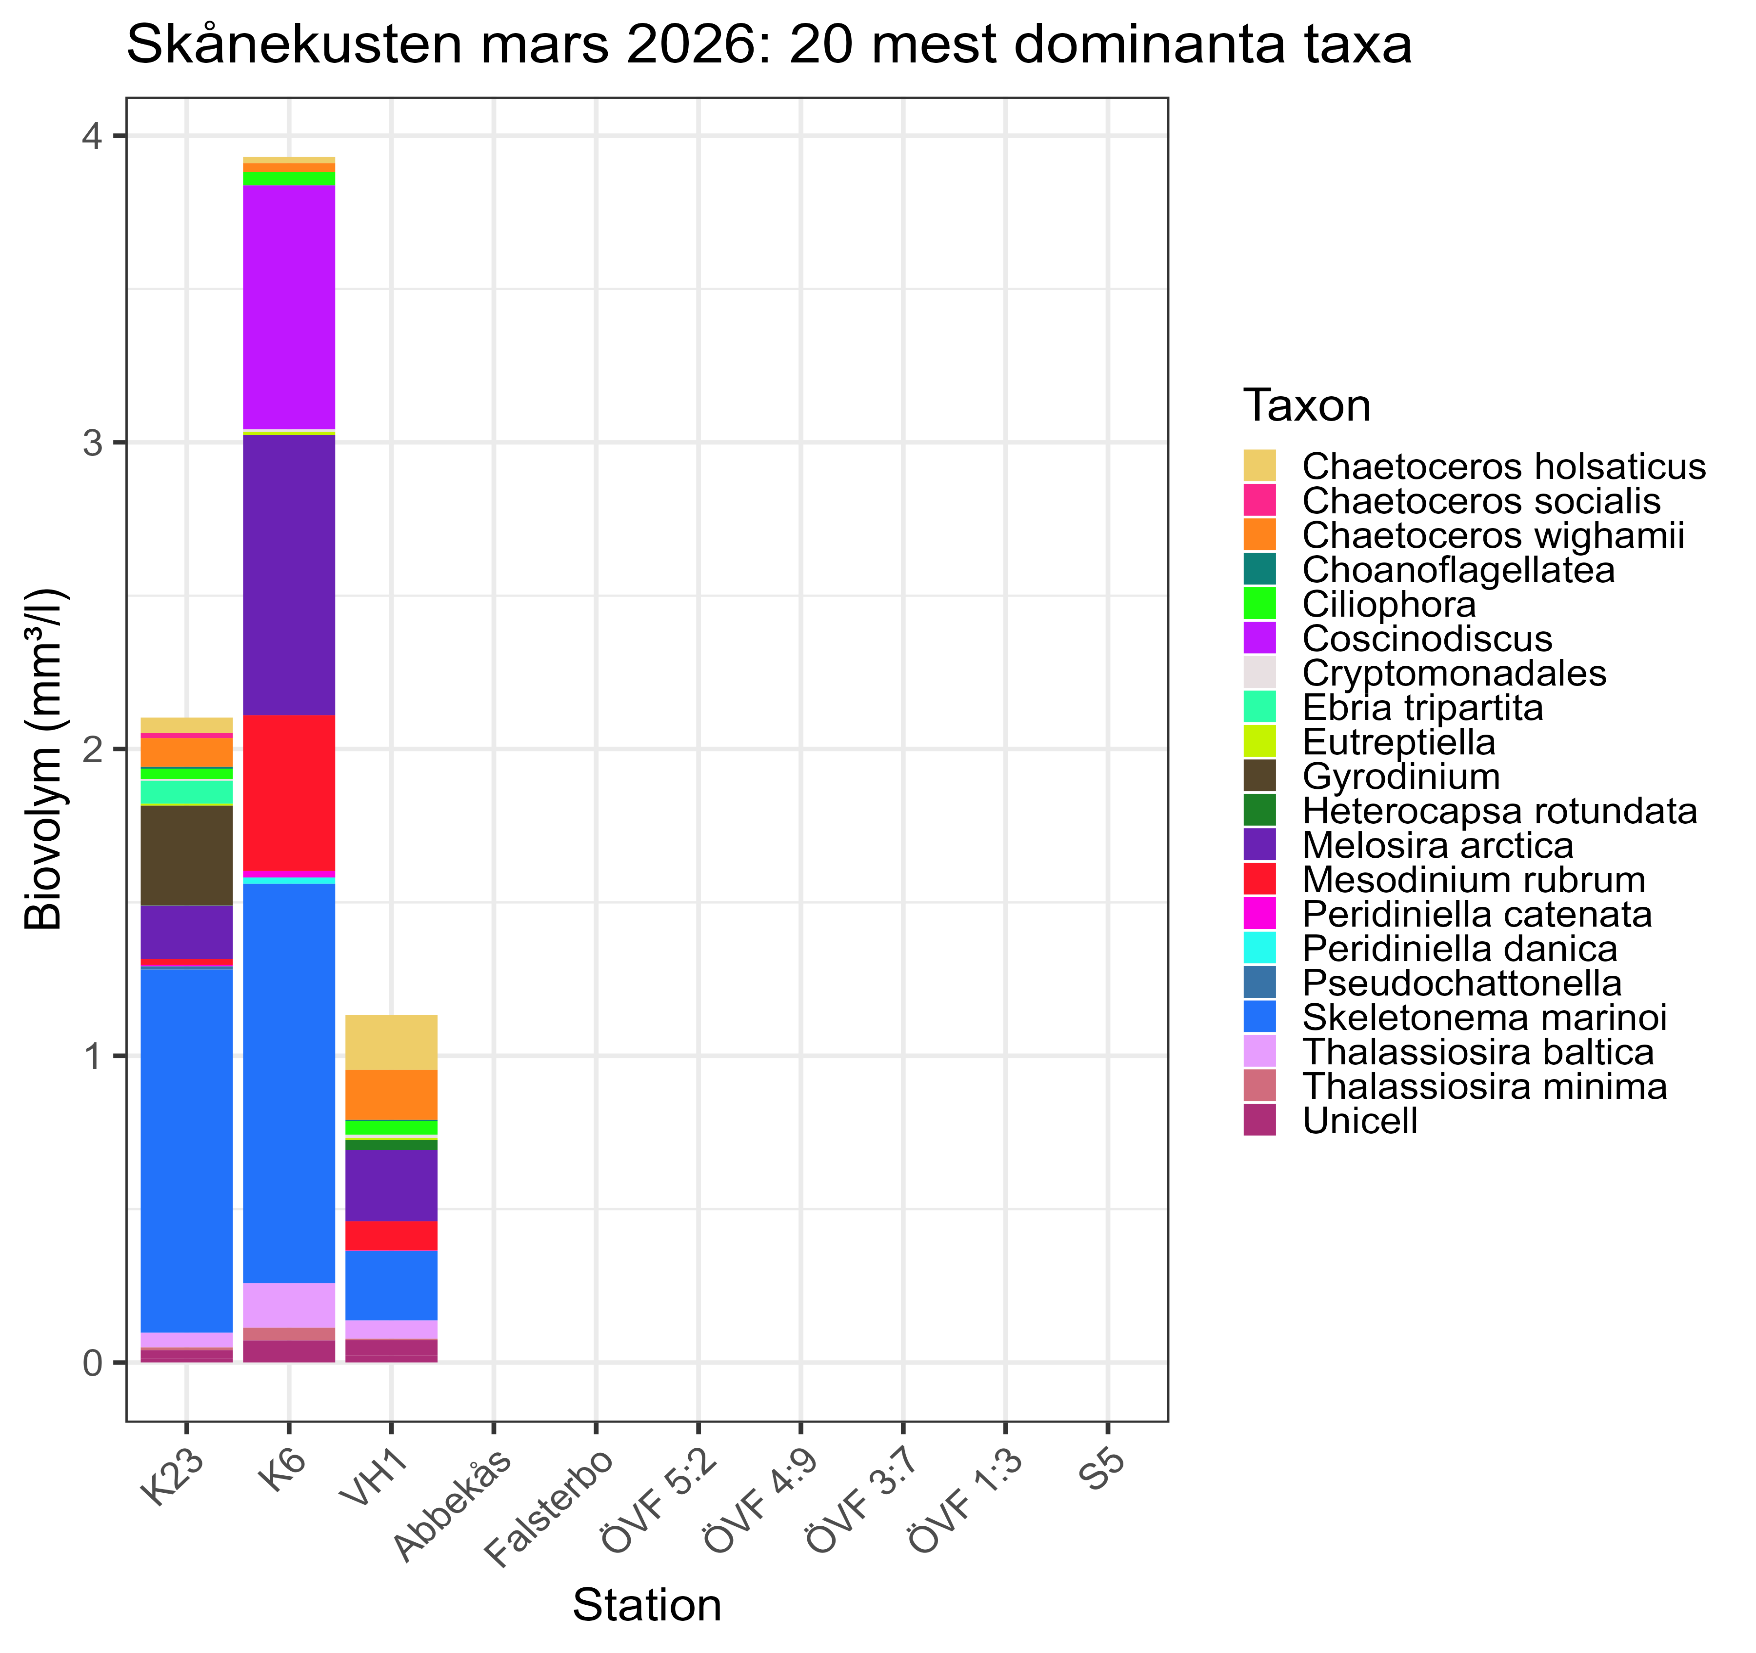 Skånekusten mars 2026: 20 mest dominanta taxa
Biovolym (mm³/l)
4
3
2
1
0
K23
K6
VH1
Abbekås
Falsterbo
ÖVF 5:2
ÖVF 4:9
ÖVF 3:7
ÖVF 1:3
S5
Station
Taxon
Chaetoceros holsaticus
Chaetoceros socialis
Chaetoceros wighamii
Choanoflagellatea
Ciliophora
Coscinodiscus
Cryptomonadales
Ebria tripartita
Eutreptiella
Gyrodinium
Heterocapsa rotundata
Melosira arctica
Mesodinium rubrum
Peridiniella catenata
Peridiniella danica
Pseudochattonella
Skeletonema marinoi
Thalassiosira baltica
Thalassiosira minima
Unicell